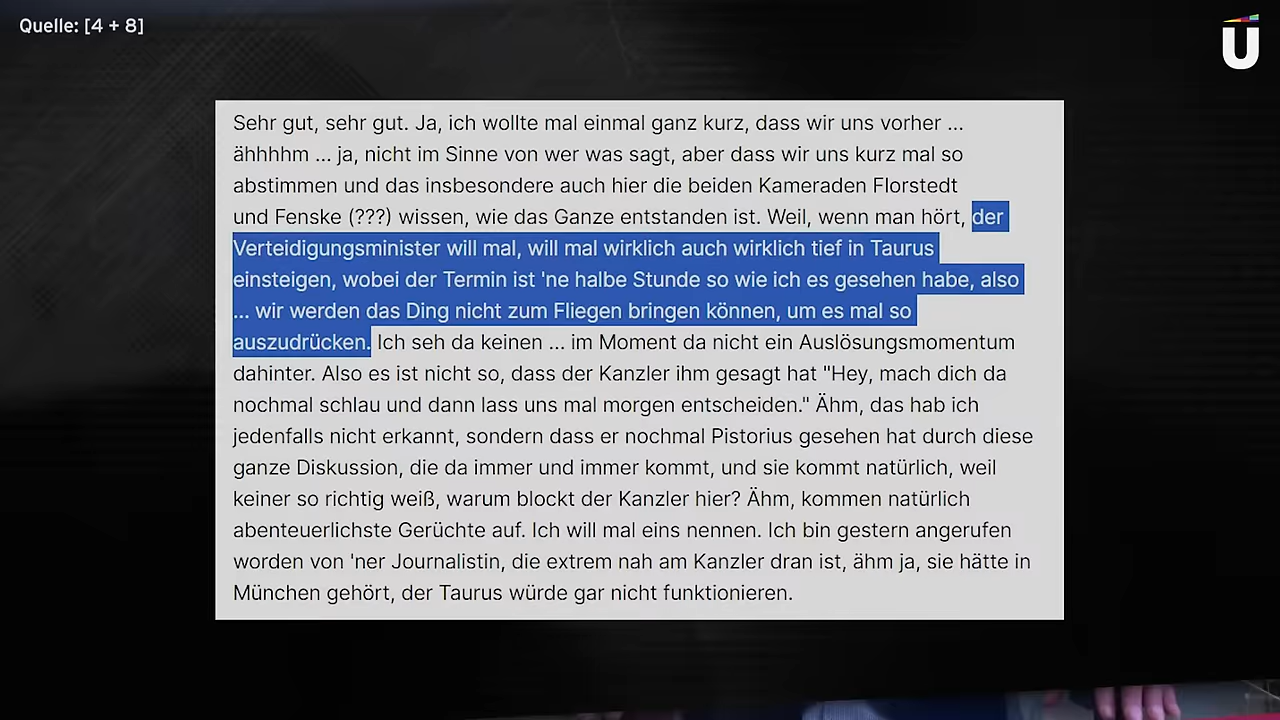 Quelle: [4 + 8]
Ü
Sehr gut, sehr gut. Ja, ich wollte mal einmal ganz kurz, dass wir uns vorher ...
ähhhhm ... ja, nicht im Sinne von wer was sagt, aber dass wir uns kurz mal so
abstimmen und das insbesondere auch hier die beiden Kameraden Florstedt
und Fenske (???) wissen, wie das Ganze entstanden ist. Weil, wenn man hört, der
Verteidigungsminister will mal, will mal wirklich auch wirklich tief in Taurus
einsteigen, wobei der Termin ist 'ne halbe Stunde so wie ich es gesehen habe, also
... wir werden das Ding nicht zum Fliegen bringen können, um es mal so
auszudrücken. Ich seh da keinen ... im Moment da nicht ein Auslösungsmomentum
dahinter. Also es ist nicht so, dass der Kanzler ihm gesagt hat "Hey, mach dich da
nochmal schlau und dann lass uns mal morgen entscheiden." Ähm, das hab ich
jedenfalls nicht erkannt, sondern dass er nochmal Pistorius gesehen hat durch diese
ganze Diskussion, die da immer und immer kommt, und sie kommt natürlich, weil
keiner so richtig weiß, warum blockt der Kanzler hier? Ähm, kommen natürlich
abenteuerlichste Gerüchte auf. Ich will mal eins nennen. Ich bin gestern angerufen
worden von 'ner Journalistin, die extrem nah am Kanzler dran ist, ähm ja, sie hätte in
München gehört, der Taurus würde gar nicht funktionieren.